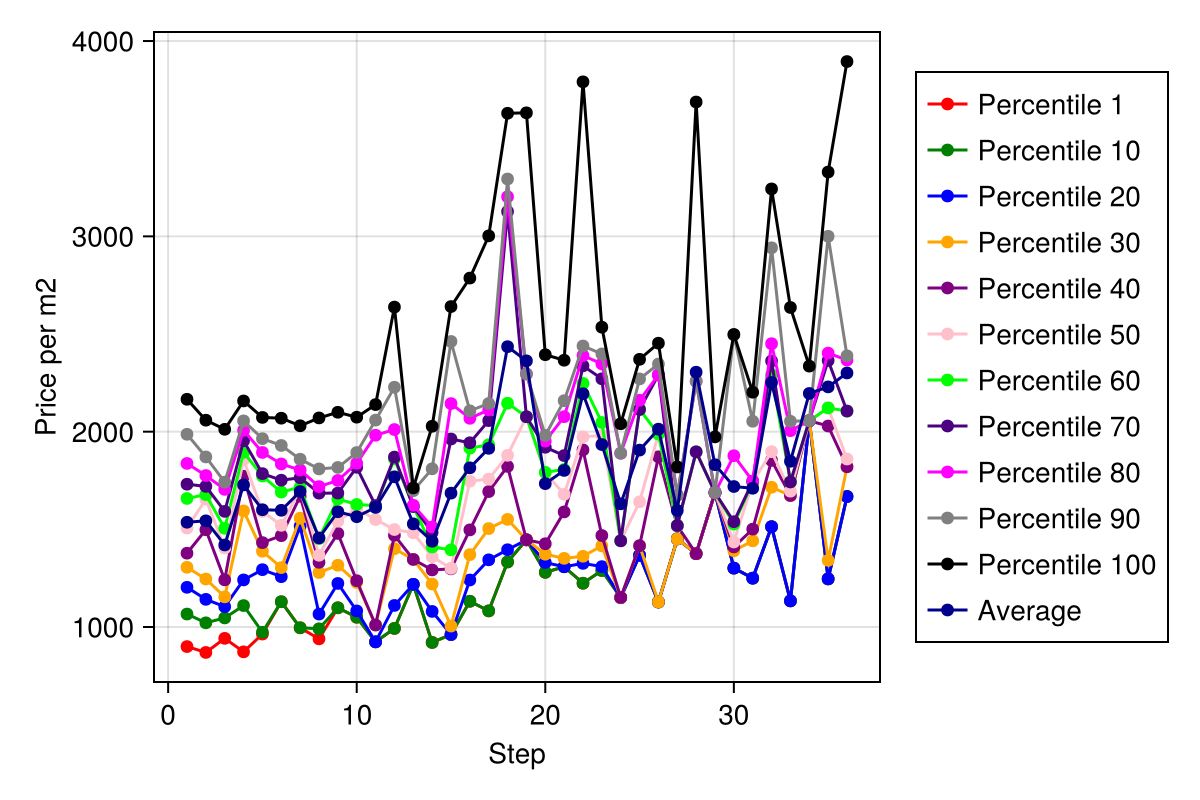 4000
3000
2000
1000
Price per m2
0 10 20 30
Step
Percentile 1
Percentile 10
Percentile 20
Percentile 30
Percentile 40
Percentile 50
Percentile 60
Percentile 70
Percentile 80
Percentile 90
Percentile 100
Average